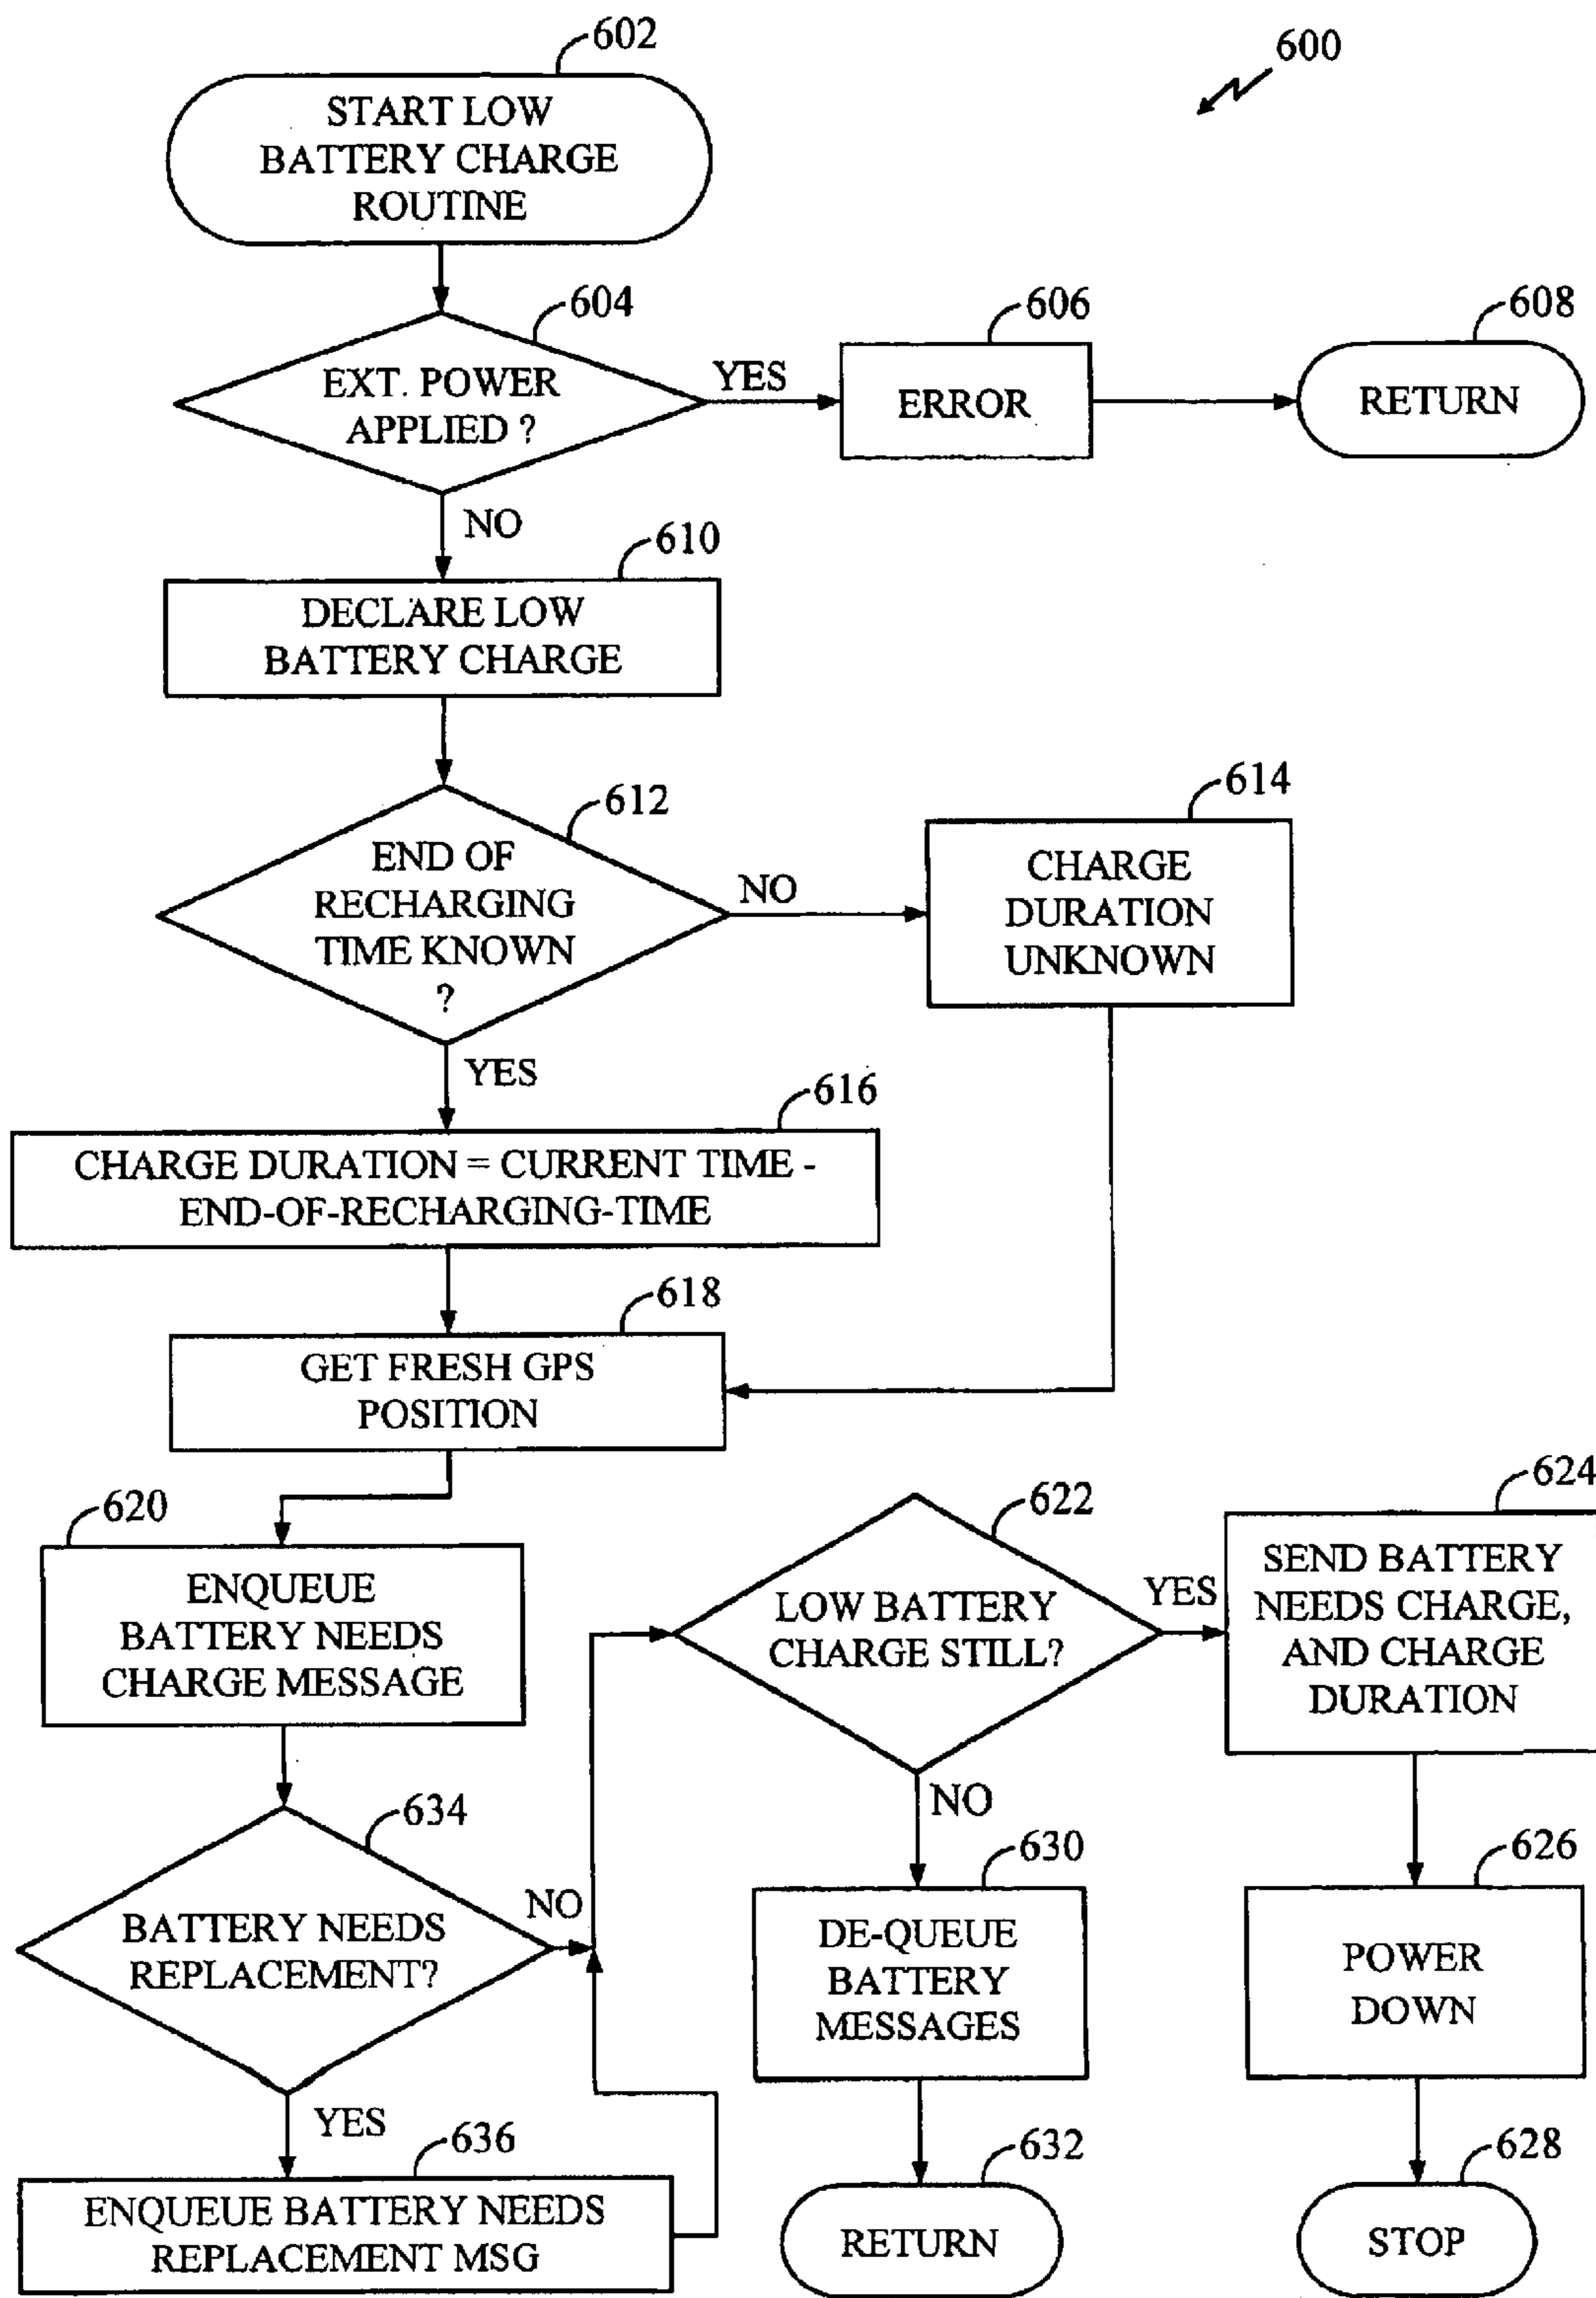 602
600
START LOW
BATTERY CHARGE
ROUTINE
604
606
608
EXT. POWER
APPLIED ?
YES
ERROR
RETURN
NO
610
DECLARE LOW
BATTERY CHARGE
612
614
END OF
RECHARGING
TIME KNOWN
?
NO
CHARGE
DURATION
UNKNOWN
YES
616
CHARGE DURATION = CURRENT TIME -
END-OF-RECHARGING-TIME
618
GET FRESH GPS
POSITION
620
622
624
ENQUEUE
BATTERY NEEDS
CHARGE MESSAGE
LOW BATTERY
CHARGE STILL?
YES
SEND BATTERY
NEEDS CHARGE,
AND CHARGE
DURATION
634
NO
630
626
BATTERY NEEDS
REPLACEMENT?
NO
DE-QUEUE
BATTERY
MESSAGES
POWER
DOWN
YES
636
632
628
ENQUEUE BATTERY NEEDS
REPLACEMENT MSG
RETURN
STOP